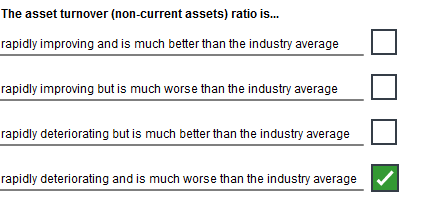 The asset turnover (non-current assets) ratio is...
rapidly improving and is much better than the industry average
rapidly improving but is much worse than the industry average
rapidly deteriorating but is much better than the industry average
rapidly deteriorating and is much worse than the industry average